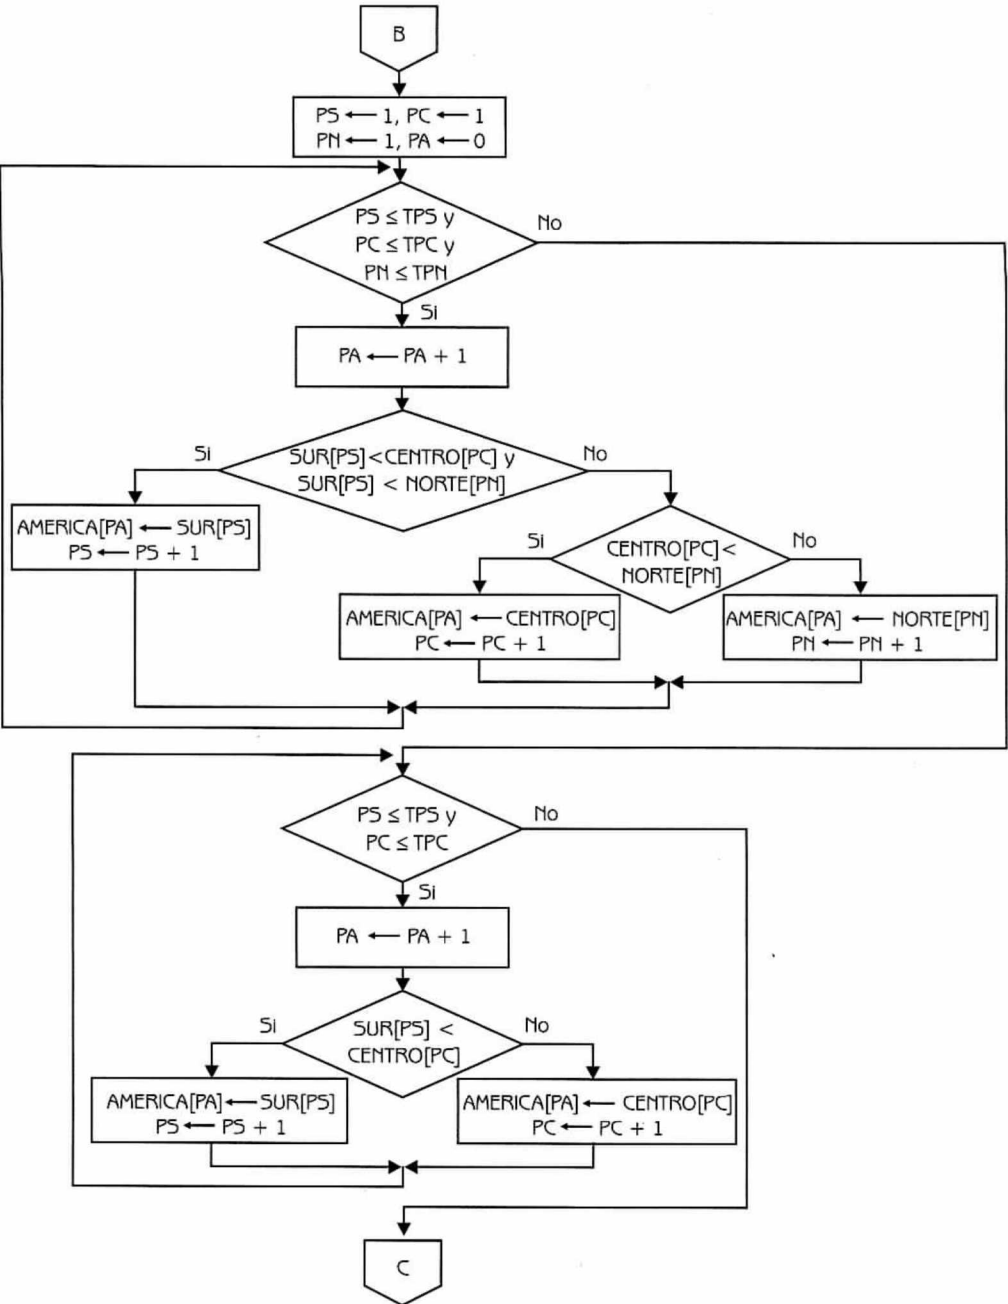 B
PS ← 1, PC ← 1
PN ← 1, PA ← 0
PS ≤ TPS y
PC ≤ TPC y
PN ≤ TPN
No
Si
PA ← PA + 1
SUR[PS]<CENTRO[PC] y
SUR[PS] < NORTE[PN]
Si
No
AMERICA[PA] ← SUR[PS]
PS ← PS + 1
CENTRO[PC] <
NORTE[PN]
Si
No
AMERICA[PA] ← CENTRO[PC]
PC ← PC + 1
AMERICA[PA] ← NORTE[PN]
PN ← PN + 1
PS ≤ TPS y
PC ≤ TPC
No
Si
PA ← PA + 1
SUR[PS] <
CENTRO[PC]
Si
No
AMERICA[PA] ← SUR[PS]
PS ← PS + 1
AMERICA[PA] ← CENTRO[PC]
PC ← PC + 1
C